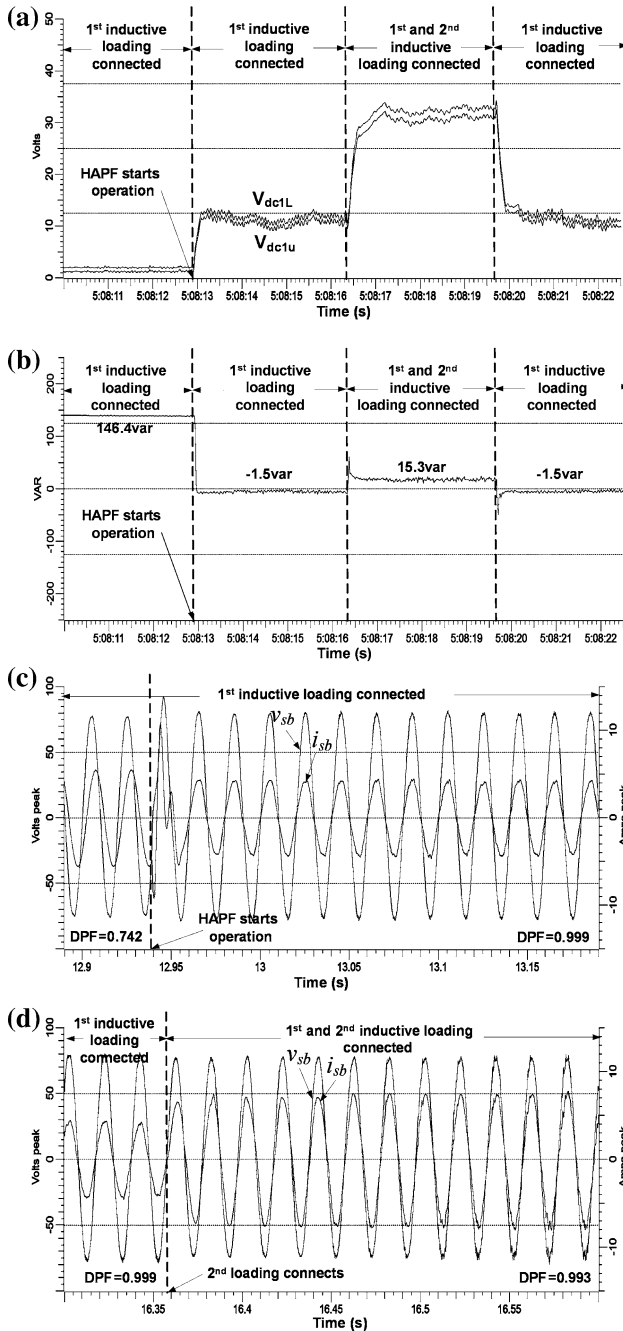 (a)
1st inductive loading connected
1st inductive loading connected
1st and 2nd inductive loading connected
1st inductive loading connected
50
40
30
20
10
0
Volts
HAPF starts operation
Vdc1L
Vdc1u
5:08:11 5:08:12 5:08:13 5:08:14 5:08:15 5:08:16 5:08:17 5:08:18 5:08:19 5:08:20 5:08:21 5:08:22
Time (s)
(b)
1st inductive loading connected
1st inductive loading connected
1st and 2nd inductive loading connected
1st inductive loading connected
200
100
0
-100
-200
VAR
146.4var
-1.5var
15.3var
-1.5var
HAPF starts operation
5:08:11 5:08:12 5:08:13 5:08:14 5:08:15 5:08:16 5:08:17 5:08:18 5:08:19 5:08:20 5:08:21 5:08:22
Time (s)
(c)
1st inductive loading connected
100
50
0
-50
Volts peak
vsb
isb
10
0
-10
Amps peak
DPF=0.742
HAPF starts operation
DPF=0.999
12.9 12.95 13 13.05 13.1 13.15
Time (s)
(d)
1st inductive loading connected
1st and 2nd inductive loading connected
100
50
0
-50
Volts peak
vsb
isb
10
0
-10
Amps peak
DPF=0.999
2nd loading connects
DPF=0.993
16.35 16.4 16.45 16.5 16.55
Time (s)